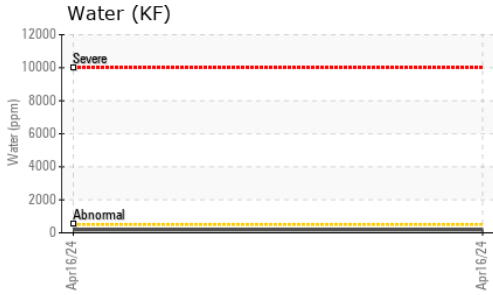 Water (KF)
12000
Severe
10000
8000
Water (ppm)
6000
4000
2000
Abnormal
0
Apr16/24
Apr16/24